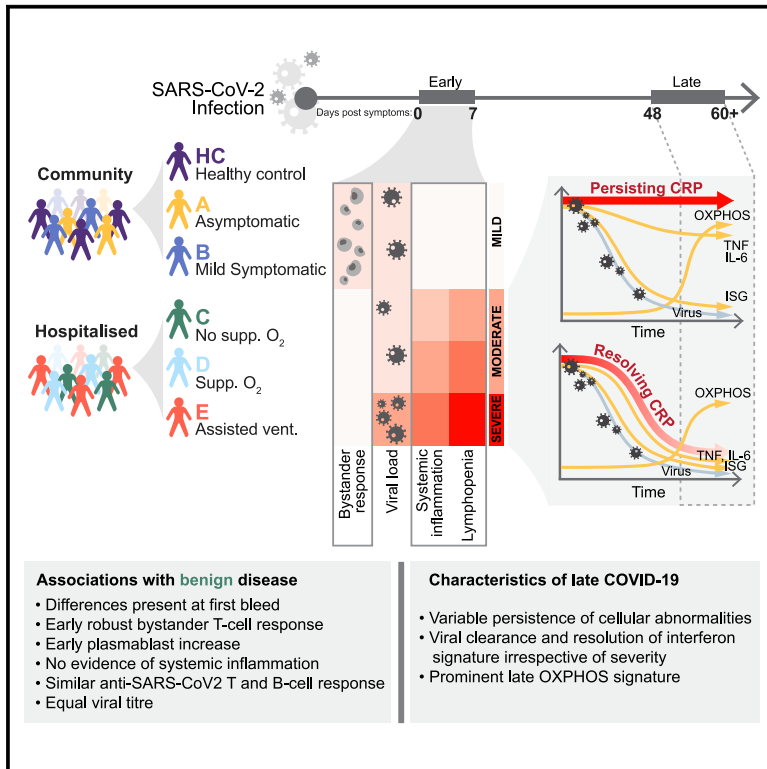 SARS-CoV-2
Infection
Early
Late
Days post symptoms:
0
7
48
60+
Community
HC
Healthy control
A
Asymptomatic
B
Mild Symptomatic
Hospitalised
C
No supp. O₂
D
Supp. O₂
E
Assisted vent.
MILD
MODERATE
SEVERE
Bystander
response
Viral load
Systemic
inflammation
Lymphopenia
Persisting CRP
OXPHOS
TNF
IL-6
ISG
Virus
Time
Resolving CRP
OXPHOS
TNF, IL-6
ISG
Virus
Time
Associations with benign disease
• Differences present at first bleed
• Early robust bystander T-cell response
• Early plasmablast increase
• No evidence of systemic inflammation
• Similar anti-SARS-CoV2 T and B-cell response
• Equal viral titre
Characteristics of late COVID-19
• Variable persistence of cellular abnormalities
• Viral clearance and resolution of interferon
signature irrespective of severity
• Prominent late OXPHOS signature